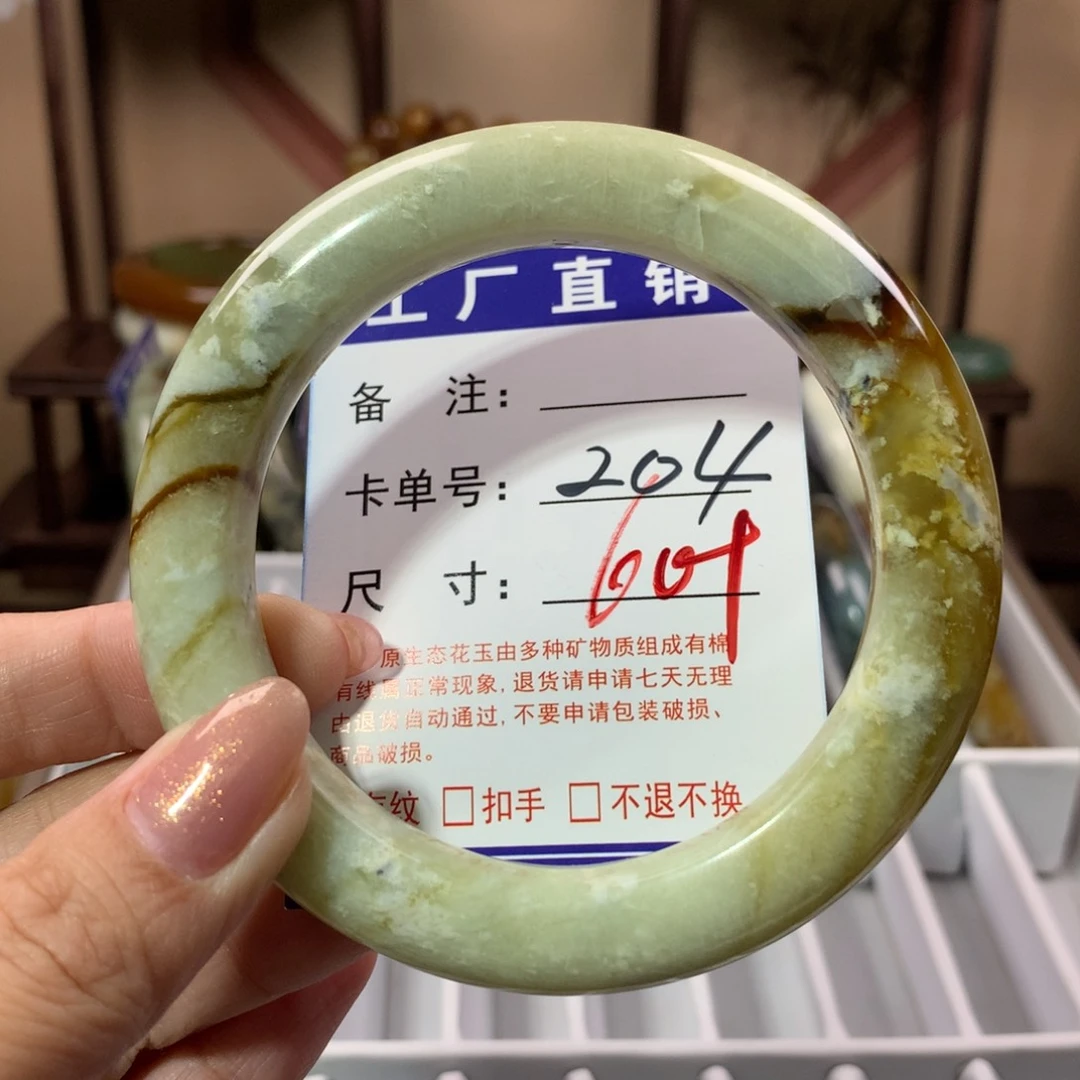 工厂直销
备 注：
卡单号：204
尺 寸：604
原生态花玉由多种矿物质组成有棉
有线属正常现象，退货请申请七天无理
由退货自动通过，不要申请包装破损、
商品破损。
纹 □扣手 □不退不换